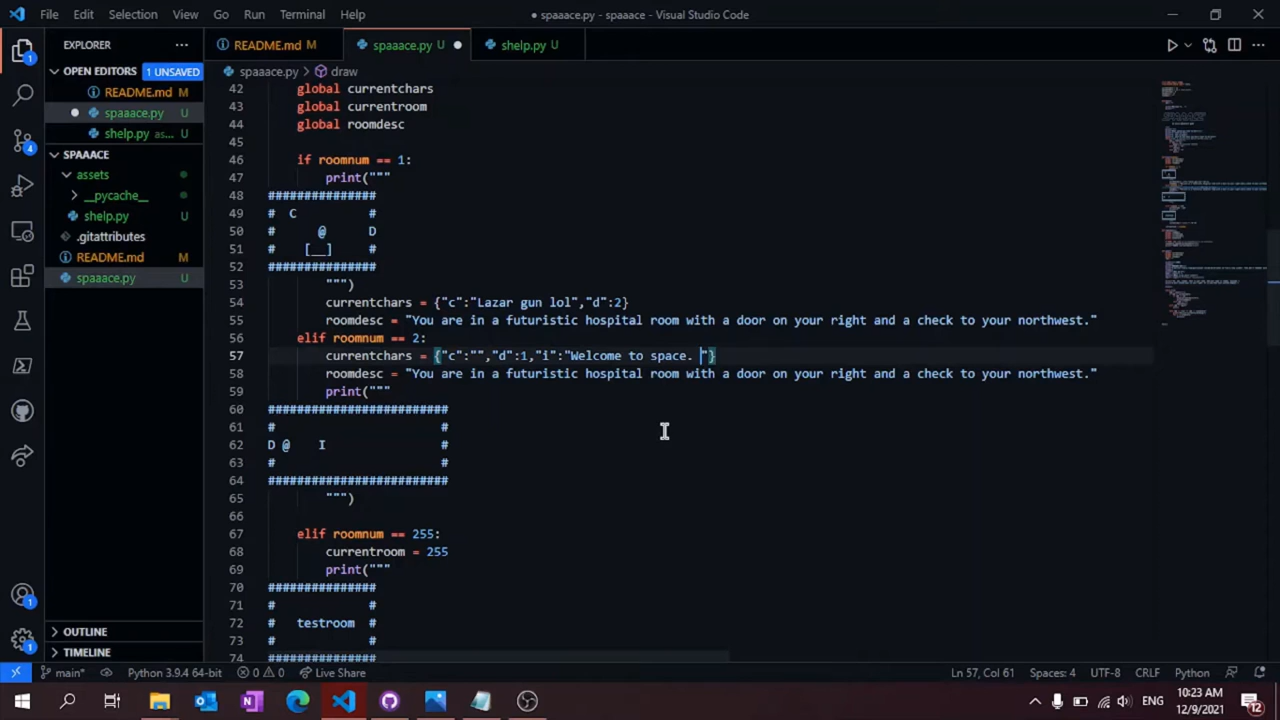 File Edit Selection View Go Run Terminal Help
● spaaace.py - spaaace - Visual Studio Code
EXPLORER ···
README.md M
spaaace.py U ●
shelp.py U
OPEN EDITORS 1 UNSAVED
README.md M
● spaaace.py U
shelp.py as... U
SPAAACE
assets
__pycache__
shelp.py U
.gitattributes
README.md M
spaaace.py U
OUTLINE
TIMELINE
spaaace.py > draw
42 global currentchars
43 global currentroom
44 global roomdesc
45
46 if roomnum == 1:
47 print("""
48 ###############
49 # C #
50 # @ D
51 # [__] #
52 ###############
53 """)
54 currentchars = {"c":"Lazar gun lol","d":2}
55 roomdesc = "You are in a futuristic hospital room with a door on your right and a check to your northwest."
56 elif roomnum == 2:
57 currentchars = {"c":"","d":1,"i":"Welcome to space. "}
58 roomdesc = "You are in a futuristic hospital room with a door on your right and a check to your northwest."
59 print("""
60 #########################
61 # #
62 D @ I #
63 # #
64 #########################
65 """)
66
67 elif roomnum == 255:
68 currentroom = 255
69 print("""
70 ###############
71 # #
72 # testroom #
73 # #
74 ###############
main* Python 3.9.4 64-bit 0 0 Live Share
Ln 57, Col 61 Spaces: 4 UTF-8 CRLF Python
1
4
1
1
ENG
10:23 AM
12/9/2021
12